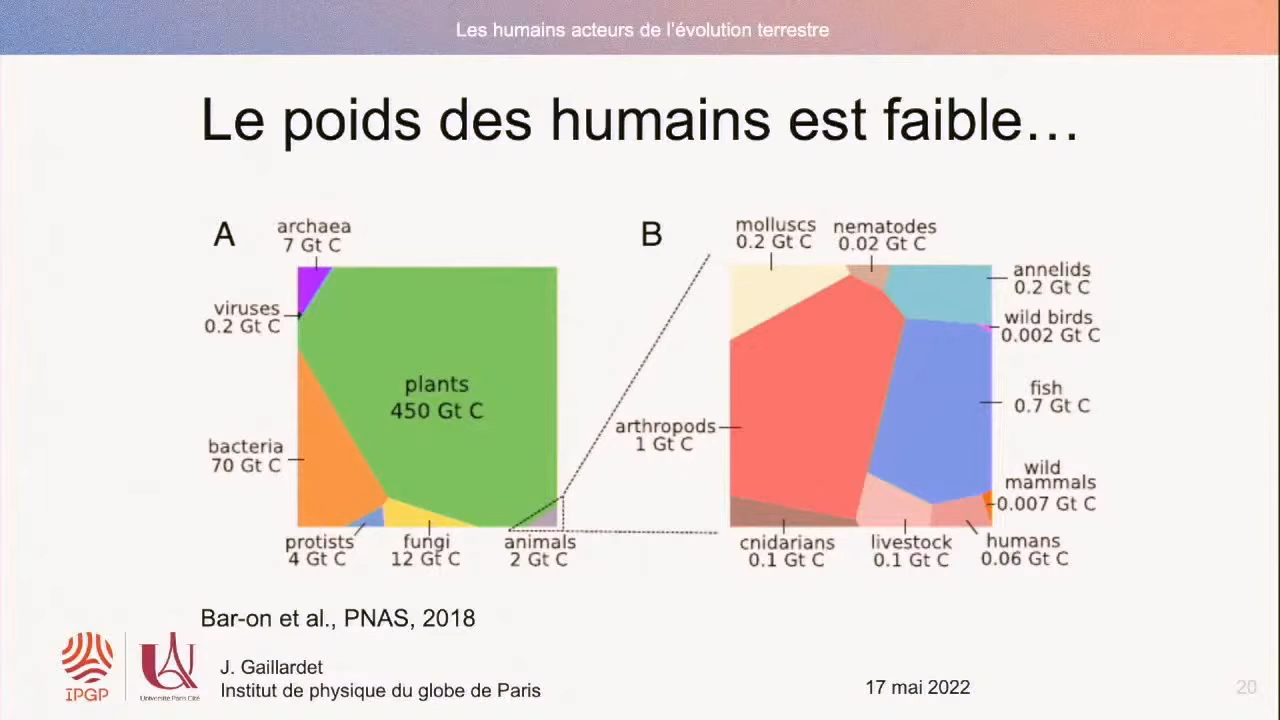 Les humains acteurs de l'évolution terrestre
Le poids des humains est faible…
A
archaea
7 Gt C
viruses
0.2 Gt C
plants
450 Gt C
bacteria
70 Gt C
protists
4 Gt C
fungi
12 Gt C
animals
2 Gt C
B
molluscs
0.2 Gt C
nematodes
0.02 Gt C
annelids
0.2 Gt C
wild birds
0.002 Gt C
fish
0.7 Gt C
arthropods
1 Gt C
wild
mammals
0.007 Gt C
cnidarians
0.1 Gt C
livestock
0.1 Gt C
humans
0.06 Gt C
Bar-on et al., PNAS, 2018
IPGP
Université Paris Cité
J. Gaillardet
Institut de physique du globe de Paris
17 mai 2022
20